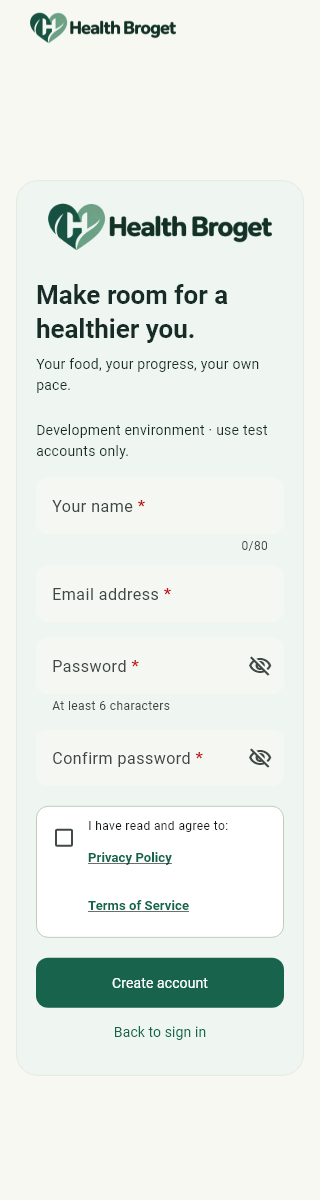 Health Broget
Health Broget
Make room for a
healthier you.
Your food, your progress, your own
pace.
Development environment · use test
accounts only.
Your name *
0/80
Email address *
Password *
At least 6 characters
Confirm password *
I have read and agree to:
Privacy Policy
Terms of Service
Create account
Back to sign in